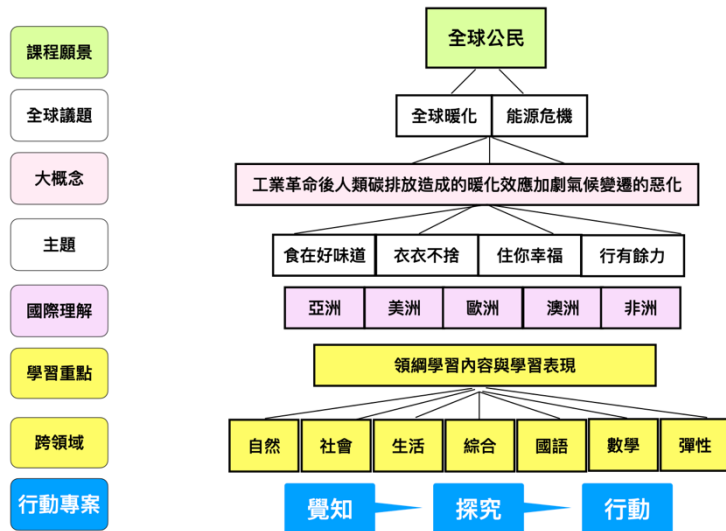 課程願景
全球公民
全球議題
全球暖化
能源危機
大概念
工業革命後人類碳排放造成的暖化效應加劇氣候變遷的惡化
主題
食在好味道
衣衣不捨
住你幸福
行有餘力
國際理解
亞洲
美洲
歐洲
澳洲
非洲
學習重點
領綱學習內容與學習表現
跨領域
自然
社會
生活
綜合
國語
數學
彈性
行動專案
覺知
探究
行動